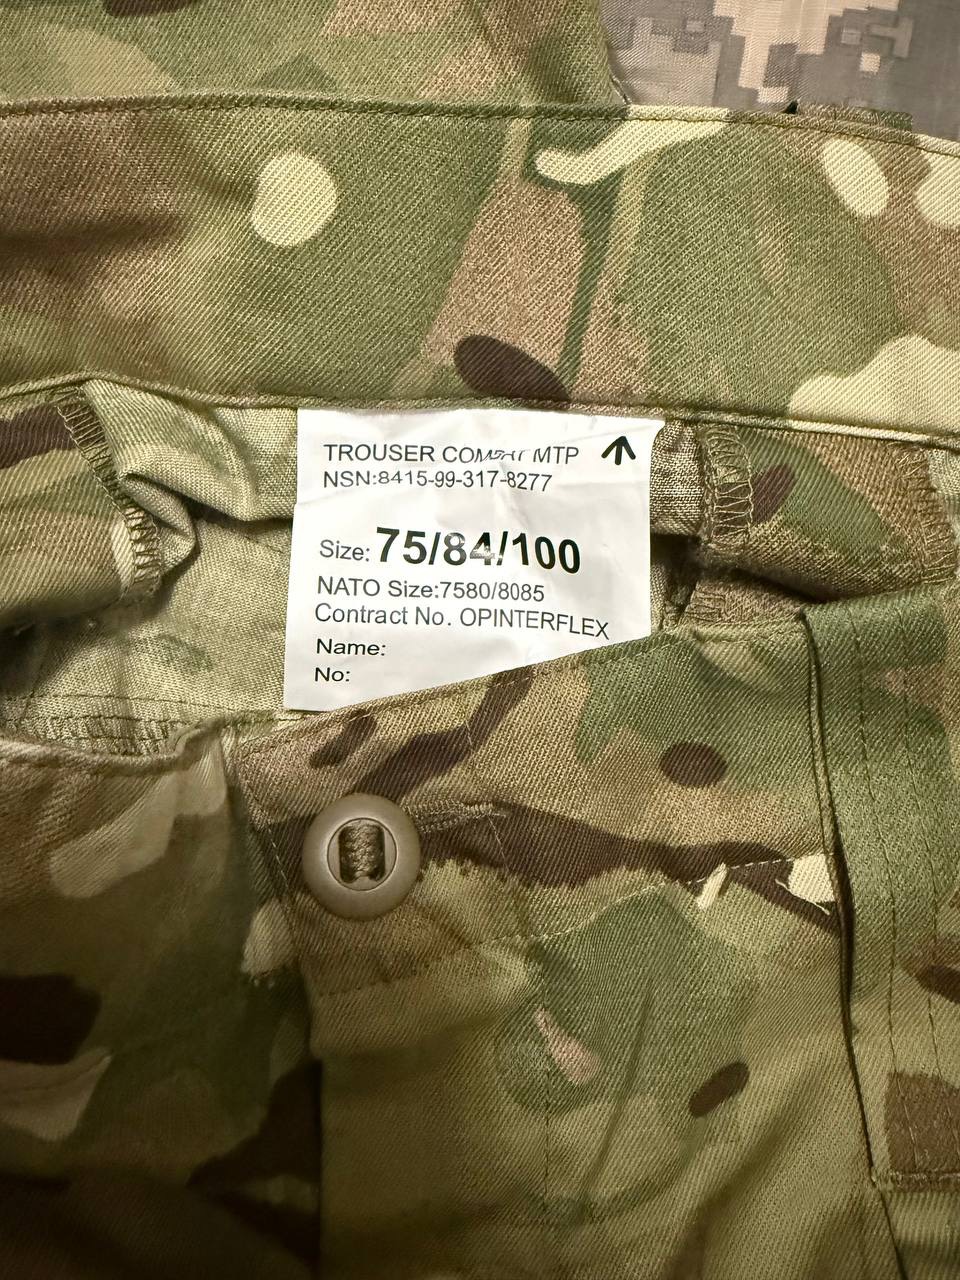 TROUSER COMBAT MTP
NSN:8415-99-317-8277
Size: 75/84/100
NATO Size:7580/8085
Contract No. OPINTERFLEX
Name:
No: